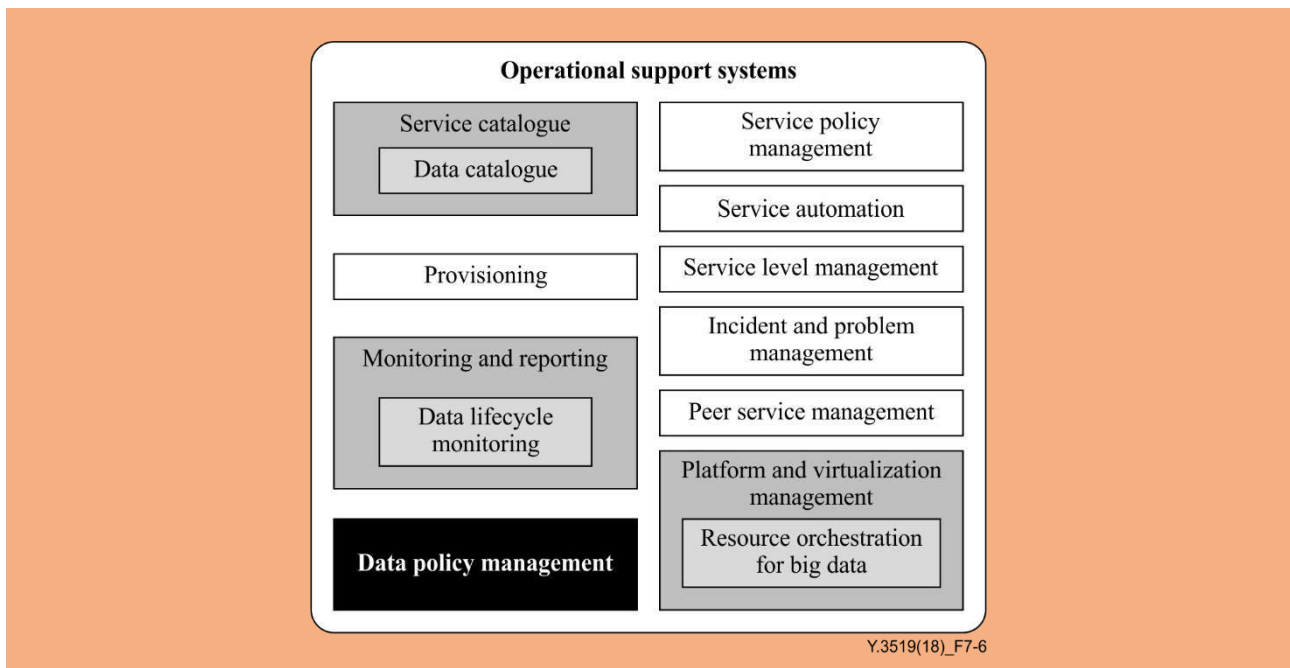 Operational support systems
Service catalogue
Data catalogue
Provisioning
Monitoring and reporting
Data lifecycle
monitoring
Data policy management
Service policy
management
Service automation
Service level management
Incident and problem
management
Peer service management
Platform and virtualization
management
Resource orchestration
for big data
Y.3519(18)_F7-6